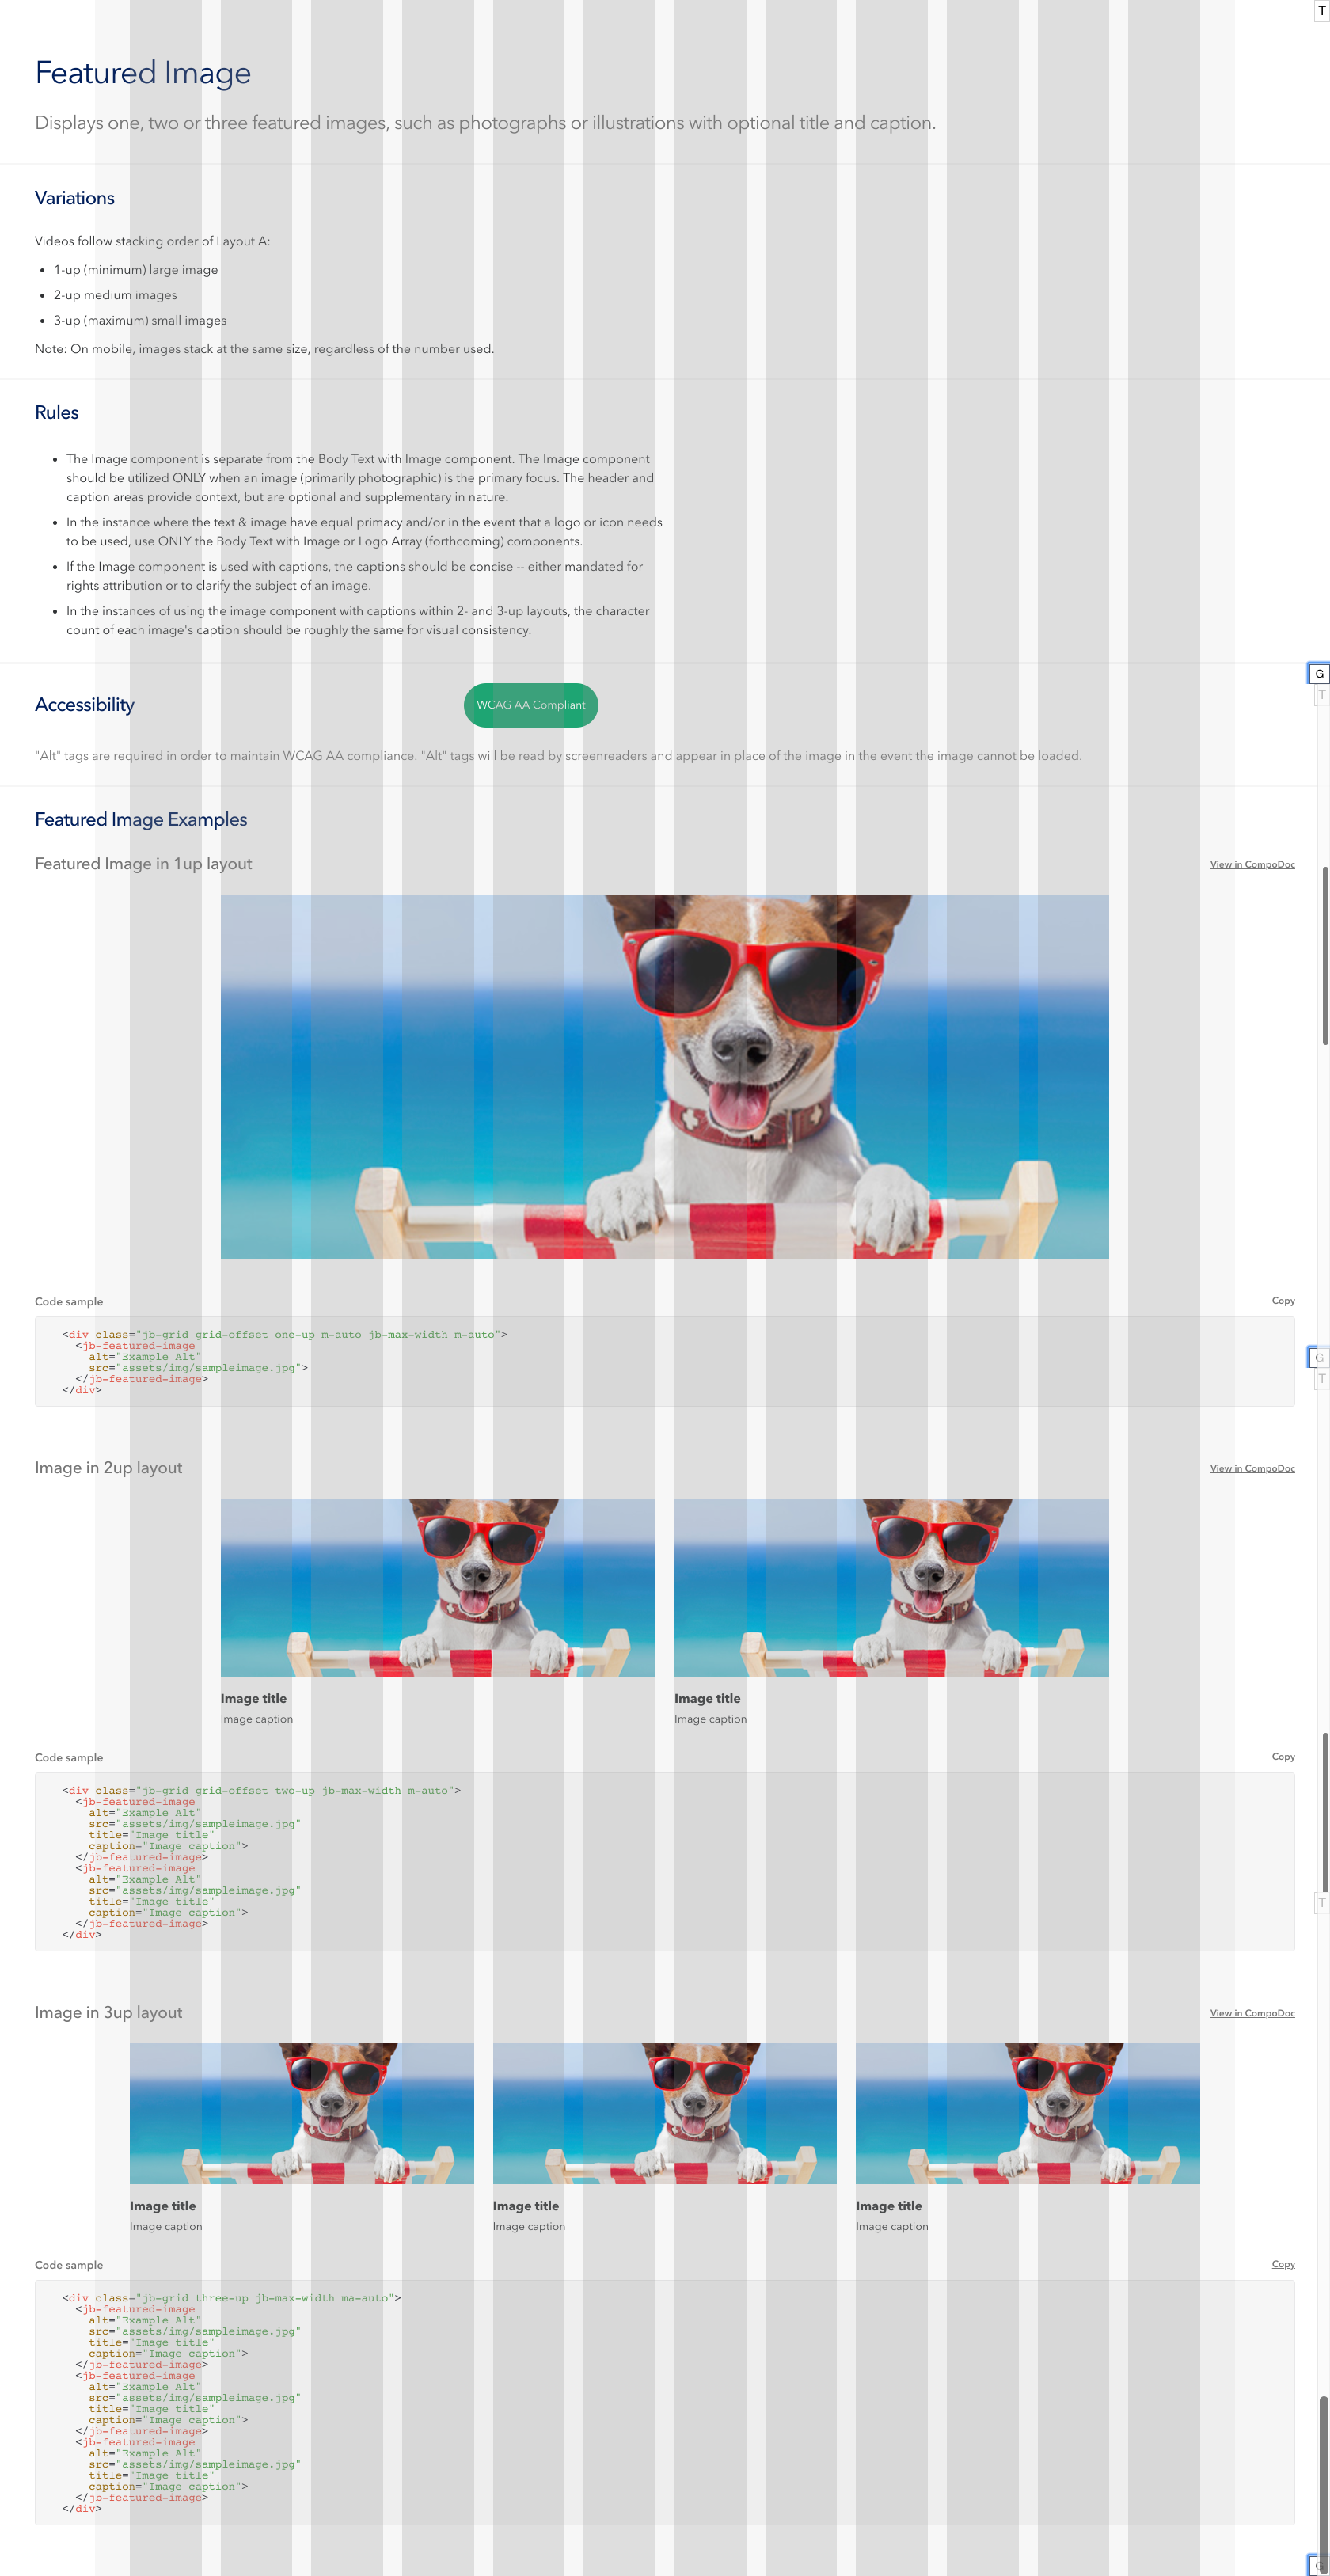 T
Featured Image
Displays one, two or three featured images, such as photographs or illustrations with optional title and caption.
Variations
Videos follow stacking order of Layout A:
• 1-up (minimum) large image
• 2-up medium images
• 3-up (maximum) small images
Note: On mobile, images stack at the same size, regardless of the number used.
Rules
• The Image component is separate from the Body Text with Image component. The Image component
should be utilized ONLY when an image (primarily photographic) is the primary focus. The header and
caption areas provide context, but are optional and supplementary in nature.
• In the instance where the text & image have equal primacy and/or in the event that a logo or icon needs
to be used, use ONLY the Body Text with Image or Logo Array (forthcoming) components.
• If the Image component is used with captions, the captions should be concise -- either mandated for
rights attribution or to clarify the subject of an image.
• In the instances of using the image component with captions within 2- and 3-up layouts, the character
count of each image's caption should be roughly the same for visual consistency.
G
T
Accessibility
WCAG AA Compliant
"Alt" tags are required in order to maintain WCAG AA compliance. "Alt" tags will be read by screenreaders and appear in place of the image in the event the image cannot be loaded.
Featured Image Examples
Featured Image in 1up layout
View in CompoDoc
Code sample
Copy
<div class="jb-grid grid-offset one-up m-auto jb-max-width m-auto">
<jb-featured-image
alt="Example Alt"
src="assets/img/sampleimage.jpg">
</jb-featured-image>
</div>
G
T
Image in 2up layout
View in CompoDoc
Image title
Image caption
Image title
Image caption
Code sample
Copy
<div class="jb-grid grid-offset two-up jb-max-width m-auto">
<jb-featured-image
alt="Example Alt"
src="assets/img/sampleimage.jpg"
title="Image title"
caption="Image caption">
</jb-featured-image>
<jb-featured-image
alt="Example Alt"
src="assets/img/sampleimage.jpg"
title="Image title"
caption="Image caption">
</jb-featured-image>
</div>
T
Image in 3up layout
View in CompoDoc
Image title
Image caption
Image title
Image caption
Image title
Image caption
Code sample
Copy
<div class="jb-grid three-up jb-max-width ma-auto">
<jb-featured-image
alt="Example Alt"
src="assets/img/sampleimage.jpg"
title="Image title"
caption="Image caption">
</jb-featured-image>
<jb-featured-image
alt="Example Alt"
src="assets/img/sampleimage.jpg"
title="Image title"
caption="Image caption">
</jb-featured-image>
<jb-featured-image
alt="Example Alt"
src="assets/img/sampleimage.jpg"
title="Image title"
caption="Image caption">
</jb-featured-image>
</div>
G